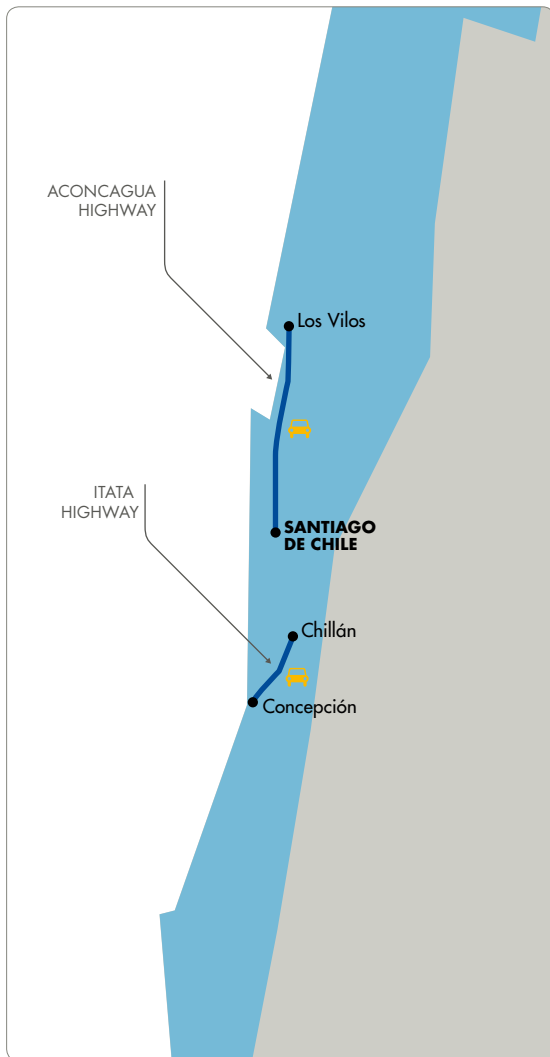 ACONCAGUA
HIGHWAY
Los Vilos
ITATA
HIGHWAY
SANTIAGO
DE CHILE
Chillán
Concepción